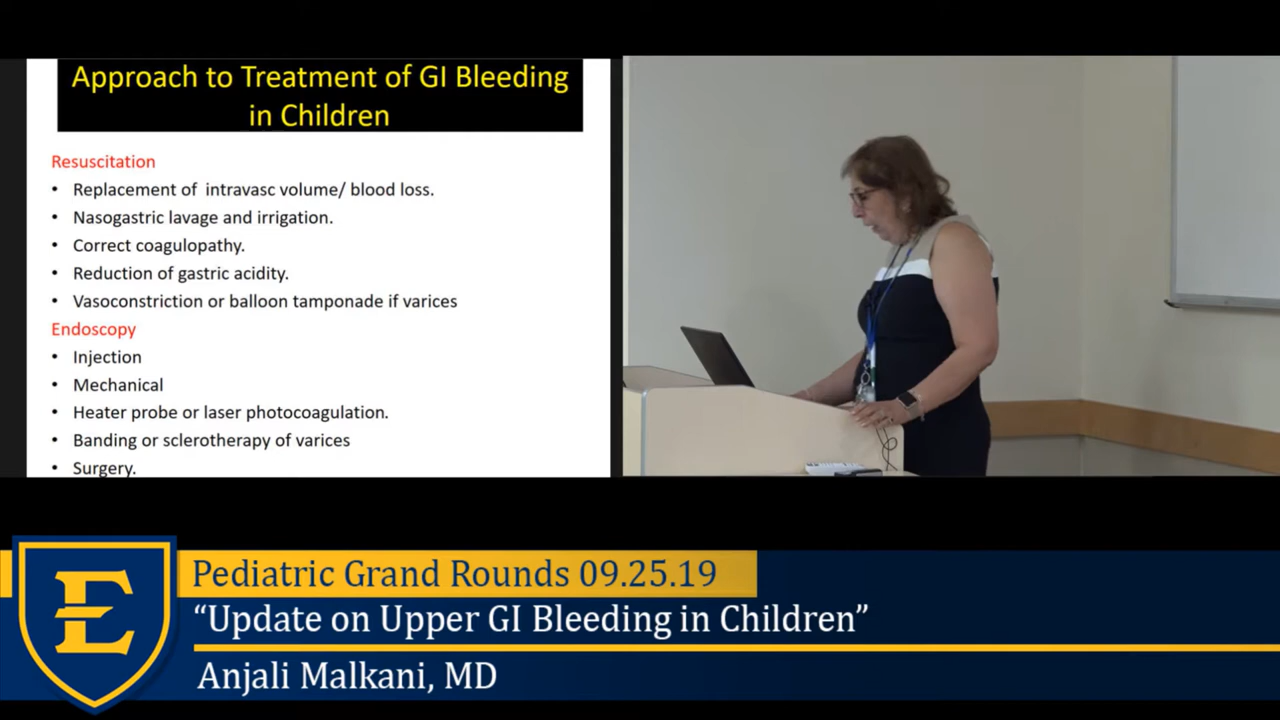 Approach to Treatment of GI Bleeding
in Children
Resuscitation
• Replacement of intravasc volume/ blood loss.
• Nasogastric lavage and irrigation.
• Correct coagulopathy.
• Reduction of gastric acidity.
• Vasoconstriction or balloon tamponade if varices
Endoscopy
• Injection
• Mechanical
• Heater probe or laser photocoagulation.
• Banding or sclerotherapy of varices
• Surgery.
E
Pediatric Grand Rounds 09.25.19
“Update on Upper GI Bleeding in Children”
Anjali Malkani, MD